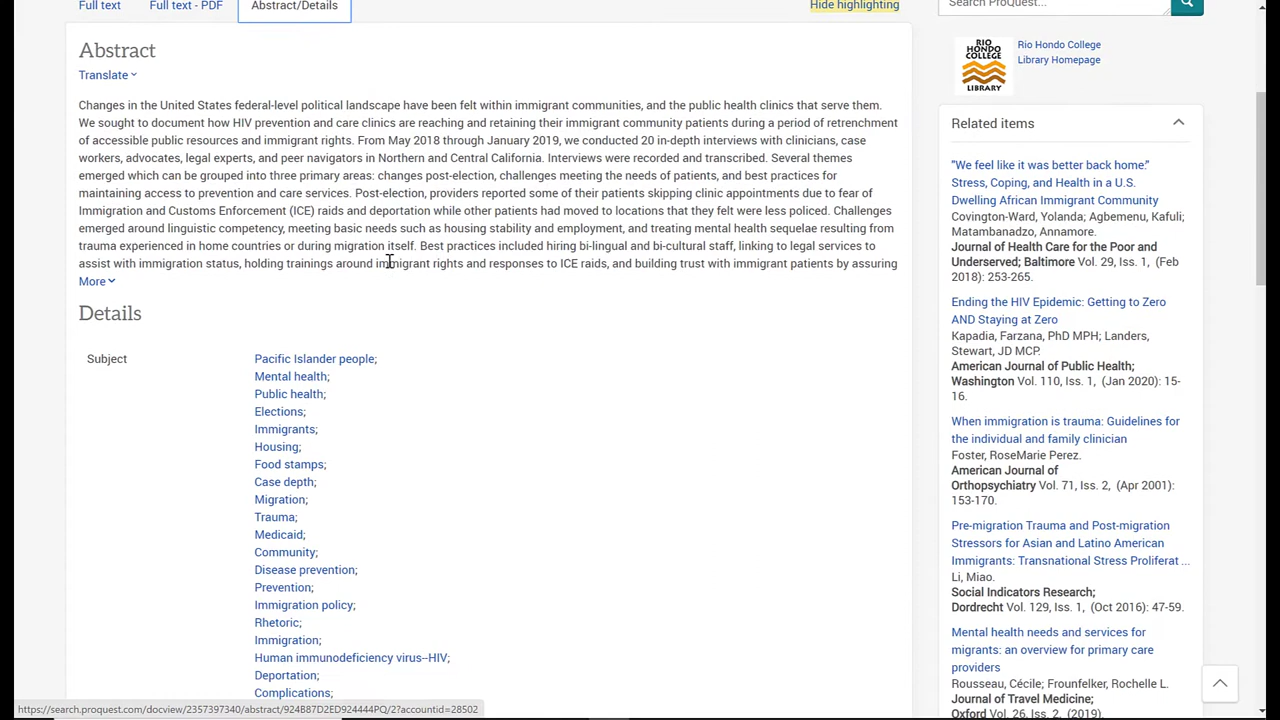 Full text
Full text - PDF
Abstract/Details
Hide highlighting
Abstract
Translate
Changes in the United States federal-level political landscape have been felt within immigrant communities, and the public health clinics that serve them.
We sought to document how HIV prevention and care clinics are reaching and retaining their immigrant community patients during a period of retrenchment
of accessible public resources and immigrant rights. From May 2018 through January 2019, we conducted 20 in-depth interviews with clinicians, case
workers, advocates, legal experts, and peer navigators in Northern and Central California. Interviews were recorded and transcribed. Several themes
emerged which can be grouped into three primary areas: changes post-election, challenges meeting the needs of patients, and best practices for
maintaining access to prevention and care services. Post-election, providers reported some of their patients skipping clinic appointments due to fear of
Immigration and Customs Enforcement (ICE) raids and deportation while other patients had moved to locations that they felt were less policed. Challenges
emerged around linguistic competency, meeting basic needs such as housing stability and employment, and treating mental health sequelae resulting from
trauma experienced in home countries or during migration itself. Best practices included hiring bi-lingual and bi-cultural staff, linking to legal services to
assist with immigration status, holding trainings around immigrant rights and responses to ICE raids, and building trust with immigrant patients by assuring
More
Details
Subject
Pacific Islander people;
Mental health;
Public health;
Elections;
Immigrants;
Housing;
Food stamps;
Case depth;
Migration;
Trauma;
Medicaid;
Community;
Disease prevention;
Prevention;
Immigration policy;
Rhetoric;
Immigration;
Human immunodeficiency virus--HIV;
Deportation;
Complications;
https://search.proquest.com/docview/2357397340/abstract/924B87D2ED924444PQ/2?accountid=28502
Search ProQuest...
RIO
HONDO
COLLEGE
LIBRARY
Rio Hondo College
Library Homepage
Related items
"We feel like it was better back home:"
Stress, Coping, and Health in a U.S.
Dwelling African Immigrant Community
Covington-Ward, Yolanda; Agbemenu, Kafuli;
Matambanadzo, Annamore.
Journal of Health Care for the Poor and
Underserved; Baltimore Vol. 29, Iss. 1, (Feb
2018): 253-265.
Ending the HIV Epidemic: Getting to Zero
AND Staying at Zero
Kapadia, Farzana, PhD MPH; Landers,
Stewart, JD MCP.
American Journal of Public Health;
Washington Vol. 110, Iss. 1, (Jan 2020): 15-
16.
When immigration is trauma: Guidelines for
the individual and family clinician
Foster, RoseMarie Perez.
American Journal of
Orthopsychiatry Vol. 71, Iss. 2, (Apr 2001):
153-170.
Pre-migration Trauma and Post-migration
Stressors for Asian and Latino American
Immigrants: Transnational Stress Proliferat ...
Li, Miao.
Social Indicators Research;
Dordrecht Vol. 129, Iss. 1, (Oct 2016): 47-59.
Mental health needs and services for
migrants: an overview for primary care
providers
Rousseau, Cécile; Frounfelker, Rochelle L.
Journal of Travel Medicine;
Oxford Vol. 26, Iss. 2, (2019).